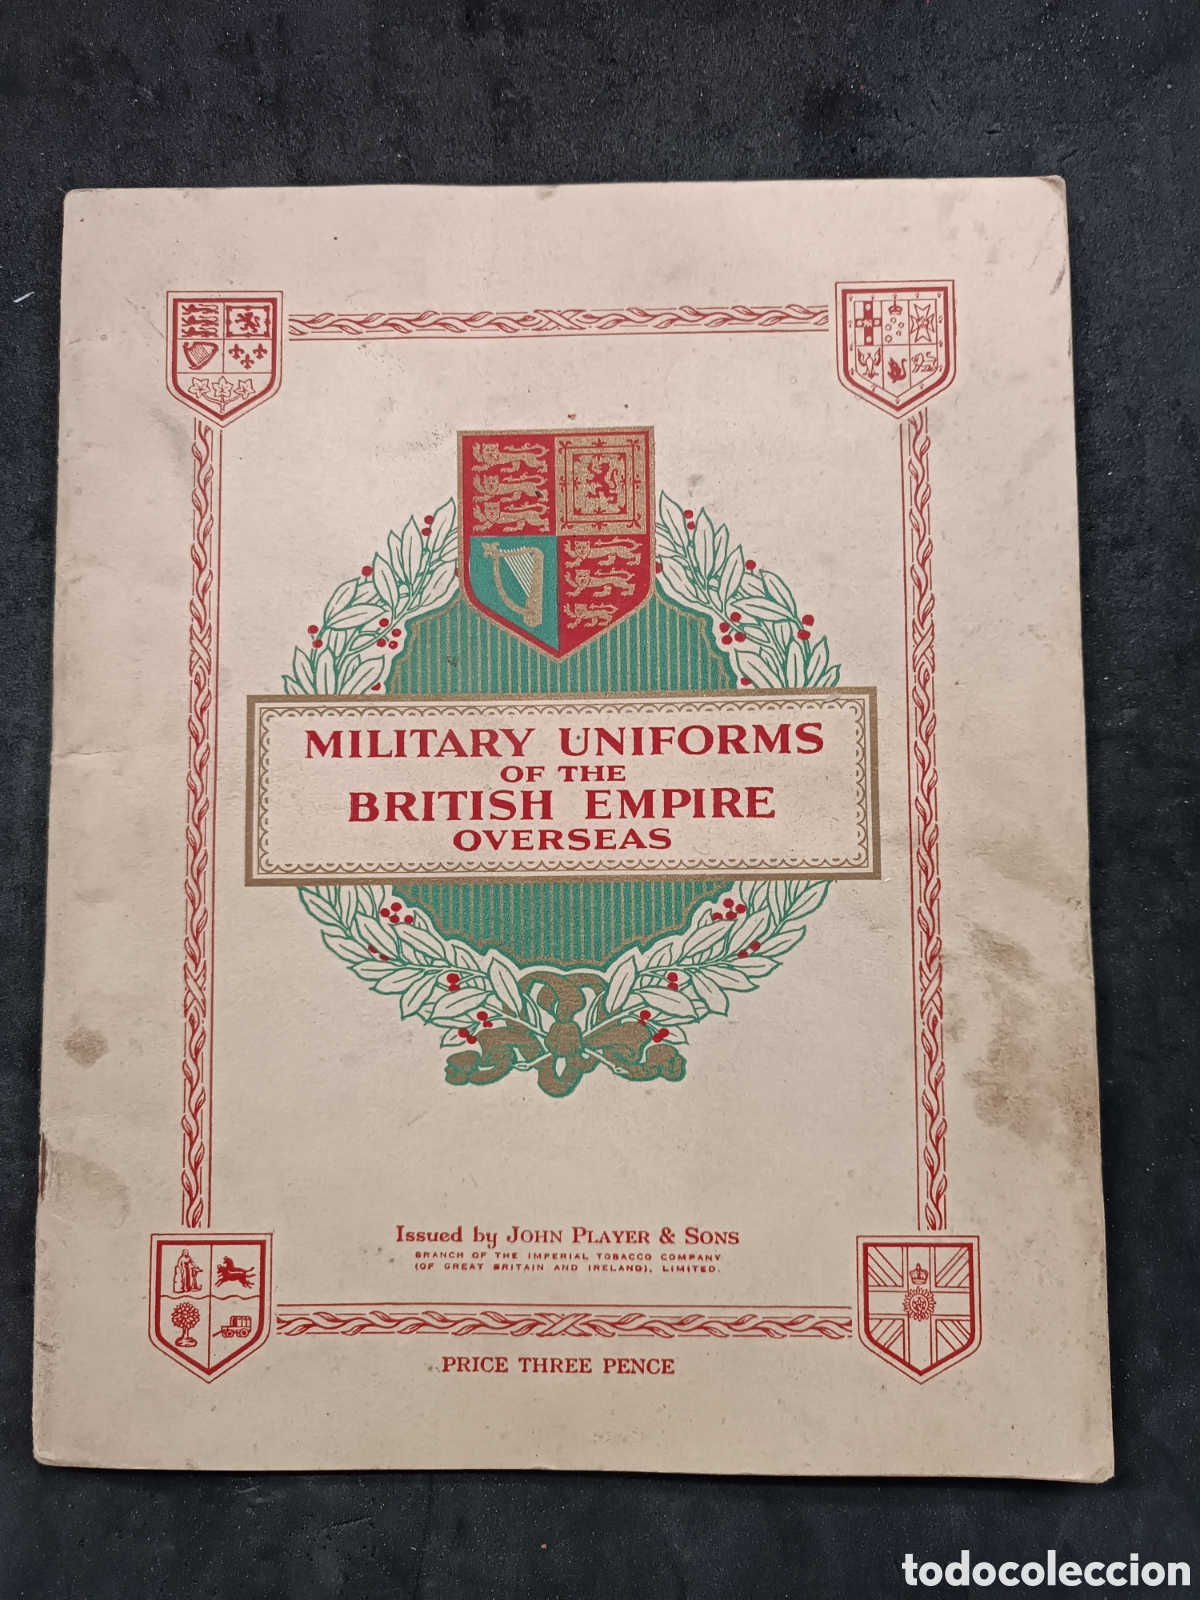 MILITARY UNIFORMS
OF THE
BRITISH EMPIRE
OVERSEAS
Issued by JOHN PLAYER & SONS
BRANCH OF THE IMPERIAL TOBACCO COMPANY
(OF GREAT BRITAIN AND IRELAND), LIMITED.
PRICE THREE PENCE
todocoleccion